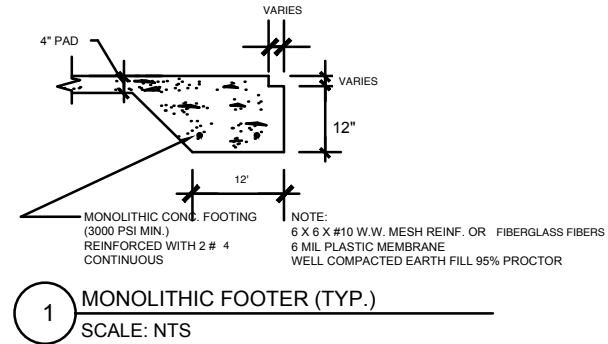 VARIES
4" PAD
VARIES
12"
12'
MONOLITHIC CONC. FOOTING
(3000 PSI MIN.)
REINFORCED WITH 2 # 4
CONTINUOUS
NOTE:
6 X 6 X #10 W.W. MESH REINF. OR FIBERGLASS FIBERS
6 MIL PLASTIC MEMBRANE
WELL COMPACTED EARTH FILL 95% PROCTOR
1
MONOLITHIC FOOTER (TYP.)
SCALE: NTS